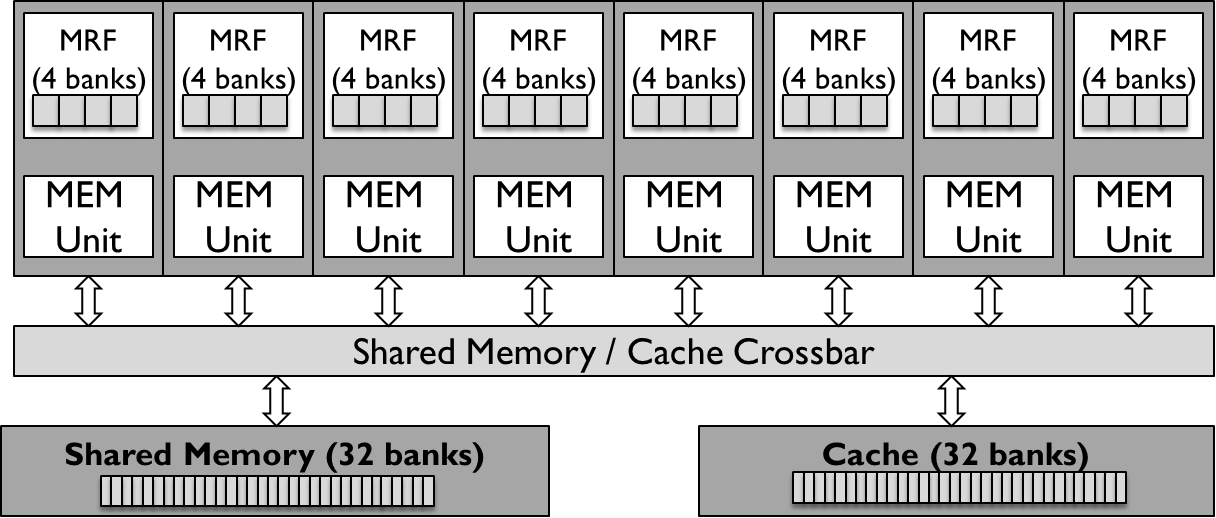 MRF
(4 banks)
MRF
(4 banks)
MRF
(4 banks)
MRF
(4 banks)
MRF
(4 banks)
MRF
(4 banks)
MRF
(4 banks)
MRF
(4 banks)
MEM
Unit
MEM
Unit
MEM
Unit
MEM
Unit
MEM
Unit
MEM
Unit
MEM
Unit
MEM
Unit
Shared Memory / Cache Crossbar
Shared Memory (32 banks)
Cache (32 banks)